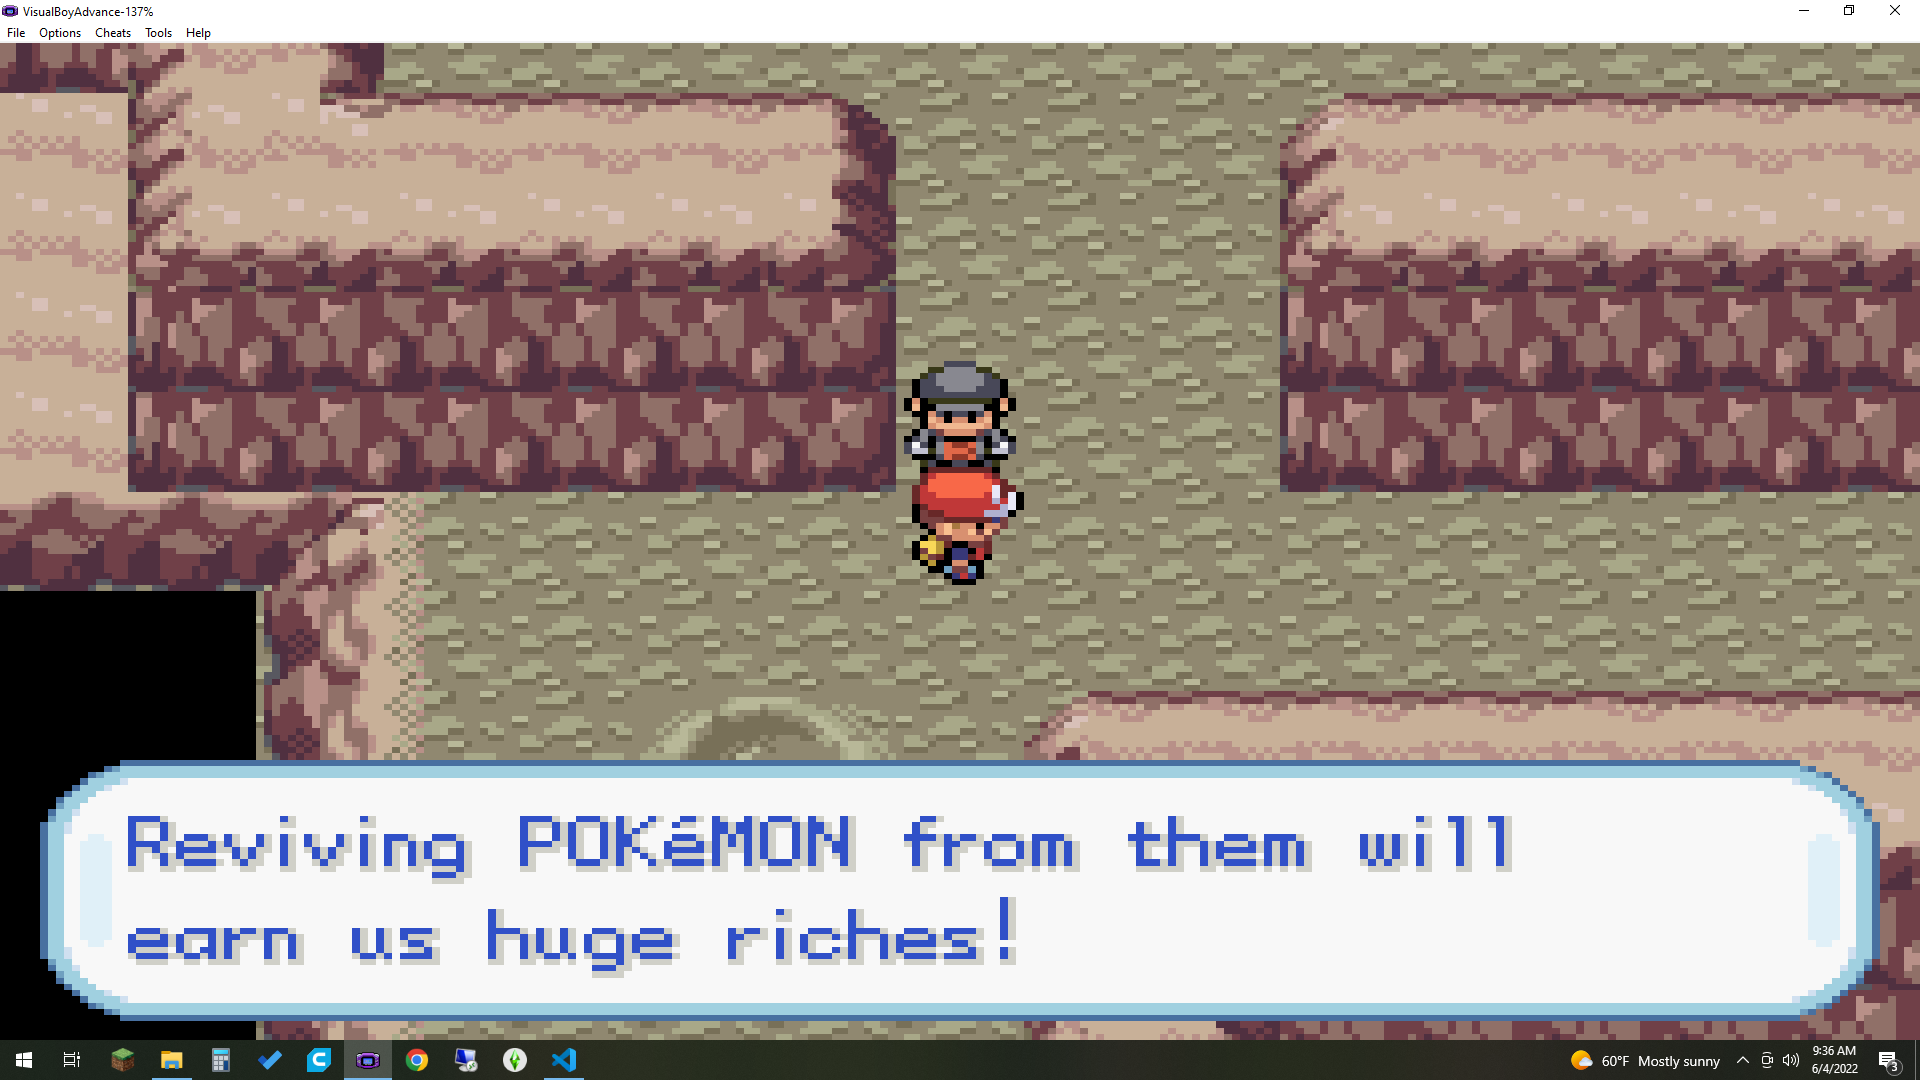 VisualBoyAdvance-137%
File Options Cheats Tools Help
Reviving POKéMON from them will
earn us huge riches!
60°F Mostly sunny
9:36 AM
6/4/2022
3